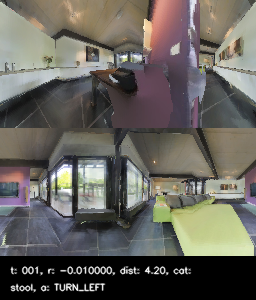 t: 001, r: -0.010000, dist: 4.20, cat:
stool, a: TURN_LEFT